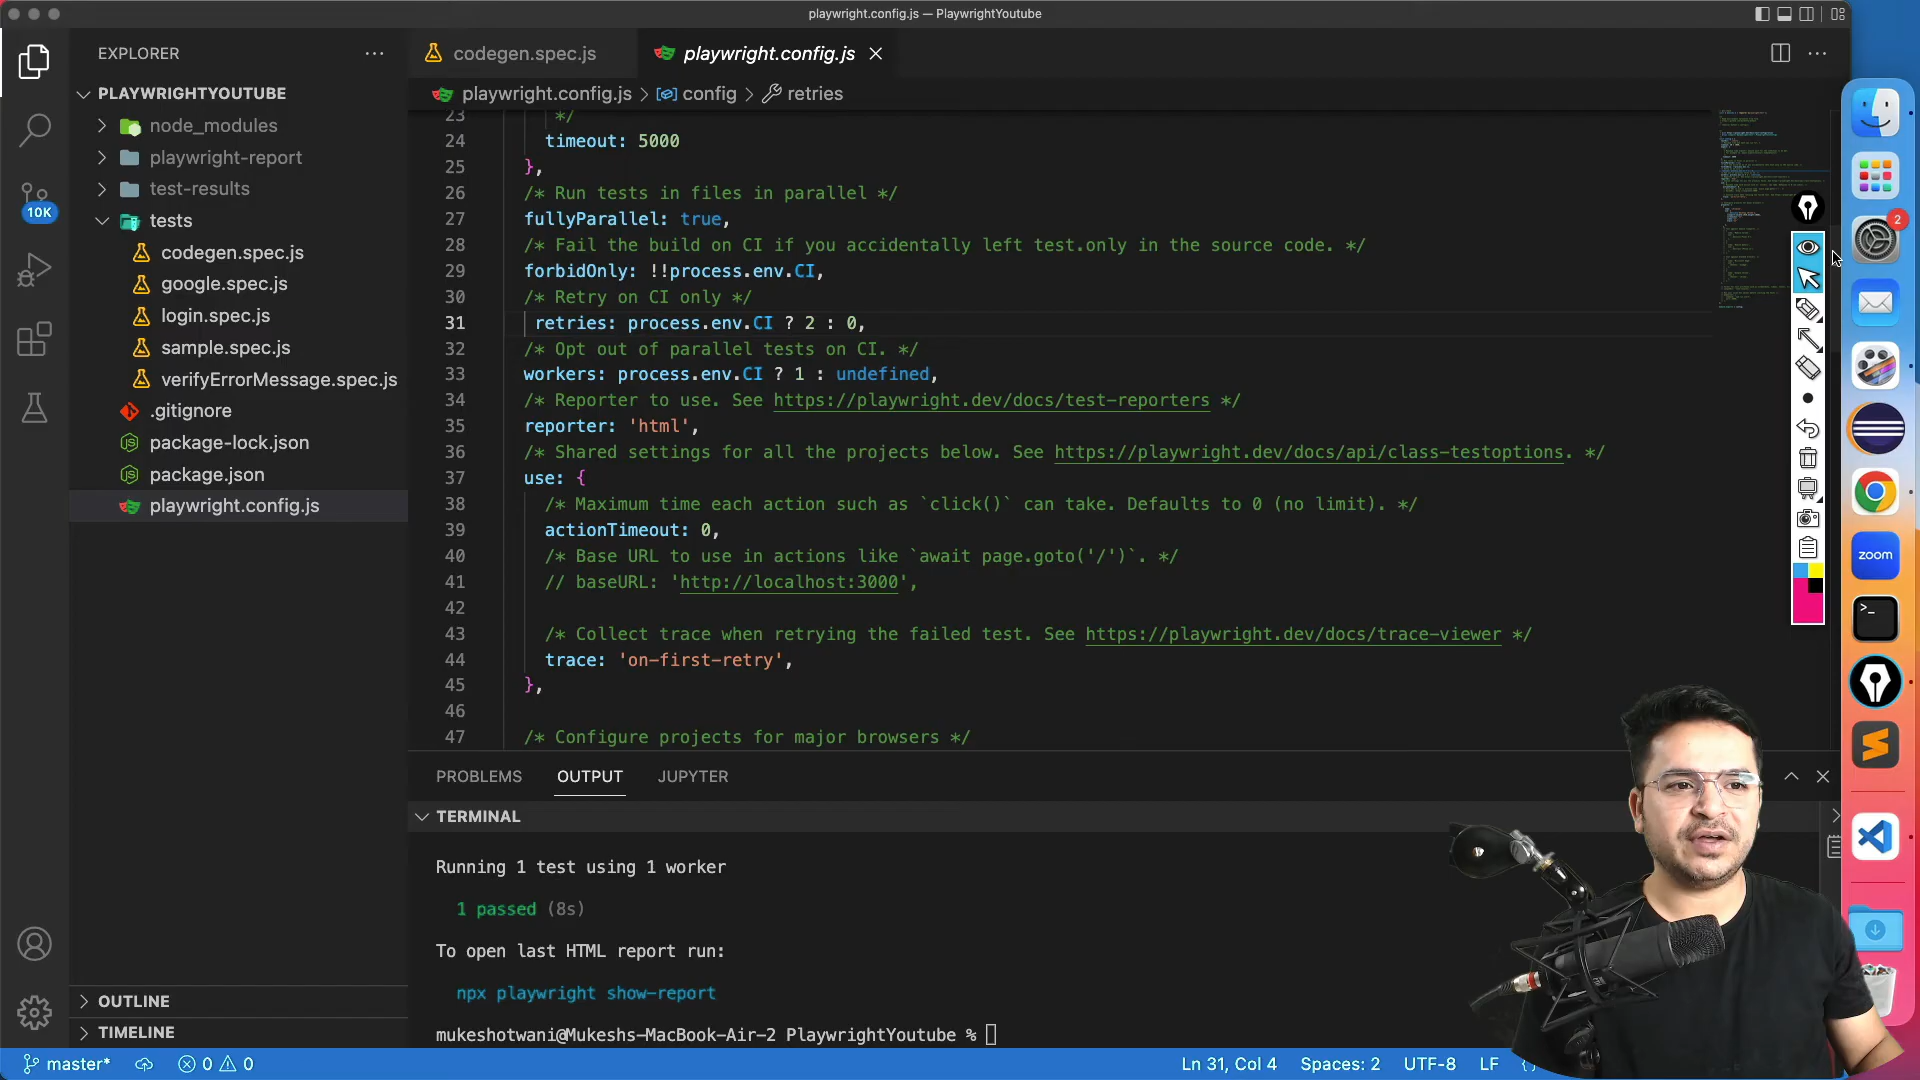 playwright.config.js — PlaywrightYoutube
EXPLORER
codegen.spec.js
playwright.config.js
PLAYWRIGHTYOUTUBE
playwright.config.js > config > retries
node_modules
playwright-report
test-results
tests
codegen.spec.js
google.spec.js
login.spec.js
sample.spec.js
verifyErrorMessage.spec.js
.gitignore
package-lock.json
package.json
playwright.config.js
10K
OUTLINE
TIMELINE
23 */
24 timeout: 5000
25 },
26 /* Run tests in files in parallel */
27 fullyParallel: true,
28 /* Fail the build on CI if you accidentally left test.only in the source code. */
29 forbidOnly: !!process.env.CI,
30 /* Retry on CI only */
31 retries: process.env.CI ? 2 : 0,
32 /* Opt out of parallel tests on CI. */
33 workers: process.env.CI ? 1 : undefined,
34 /* Reporter to use. See https://playwright.dev/docs/test-reporters */
35 reporter: 'html',
36 /* Shared settings for all the projects below. See https://playwright.dev/docs/api/class-testoptions. */
37 use: {
38 /* Maximum time each action such as `click()` can take. Defaults to 0 (no limit). */
39 actionTimeout: 0,
40 /* Base URL to use in actions like `await page.goto('/')`. */
41 // baseURL: 'http://localhost:3000',
42
43 /* Collect trace when retrying the failed test. See https://playwright.dev/docs/trace-viewer */
44 trace: 'on-first-retry',
45 },
46
47 /* Configure projects for major browsers */
PROBLEMS OUTPUT JUPYTER
TERMINAL
Running 1 test using 1 worker
1 passed (8s)
To open last HTML report run:
npx playwright show-report
mukeshotwani@Mukeshs-MacBook-Air-2 PlaywrightYoutube %
master* 0 0
Ln 31, Col 4 Spaces: 2 UTF-8 LF
2
zoom